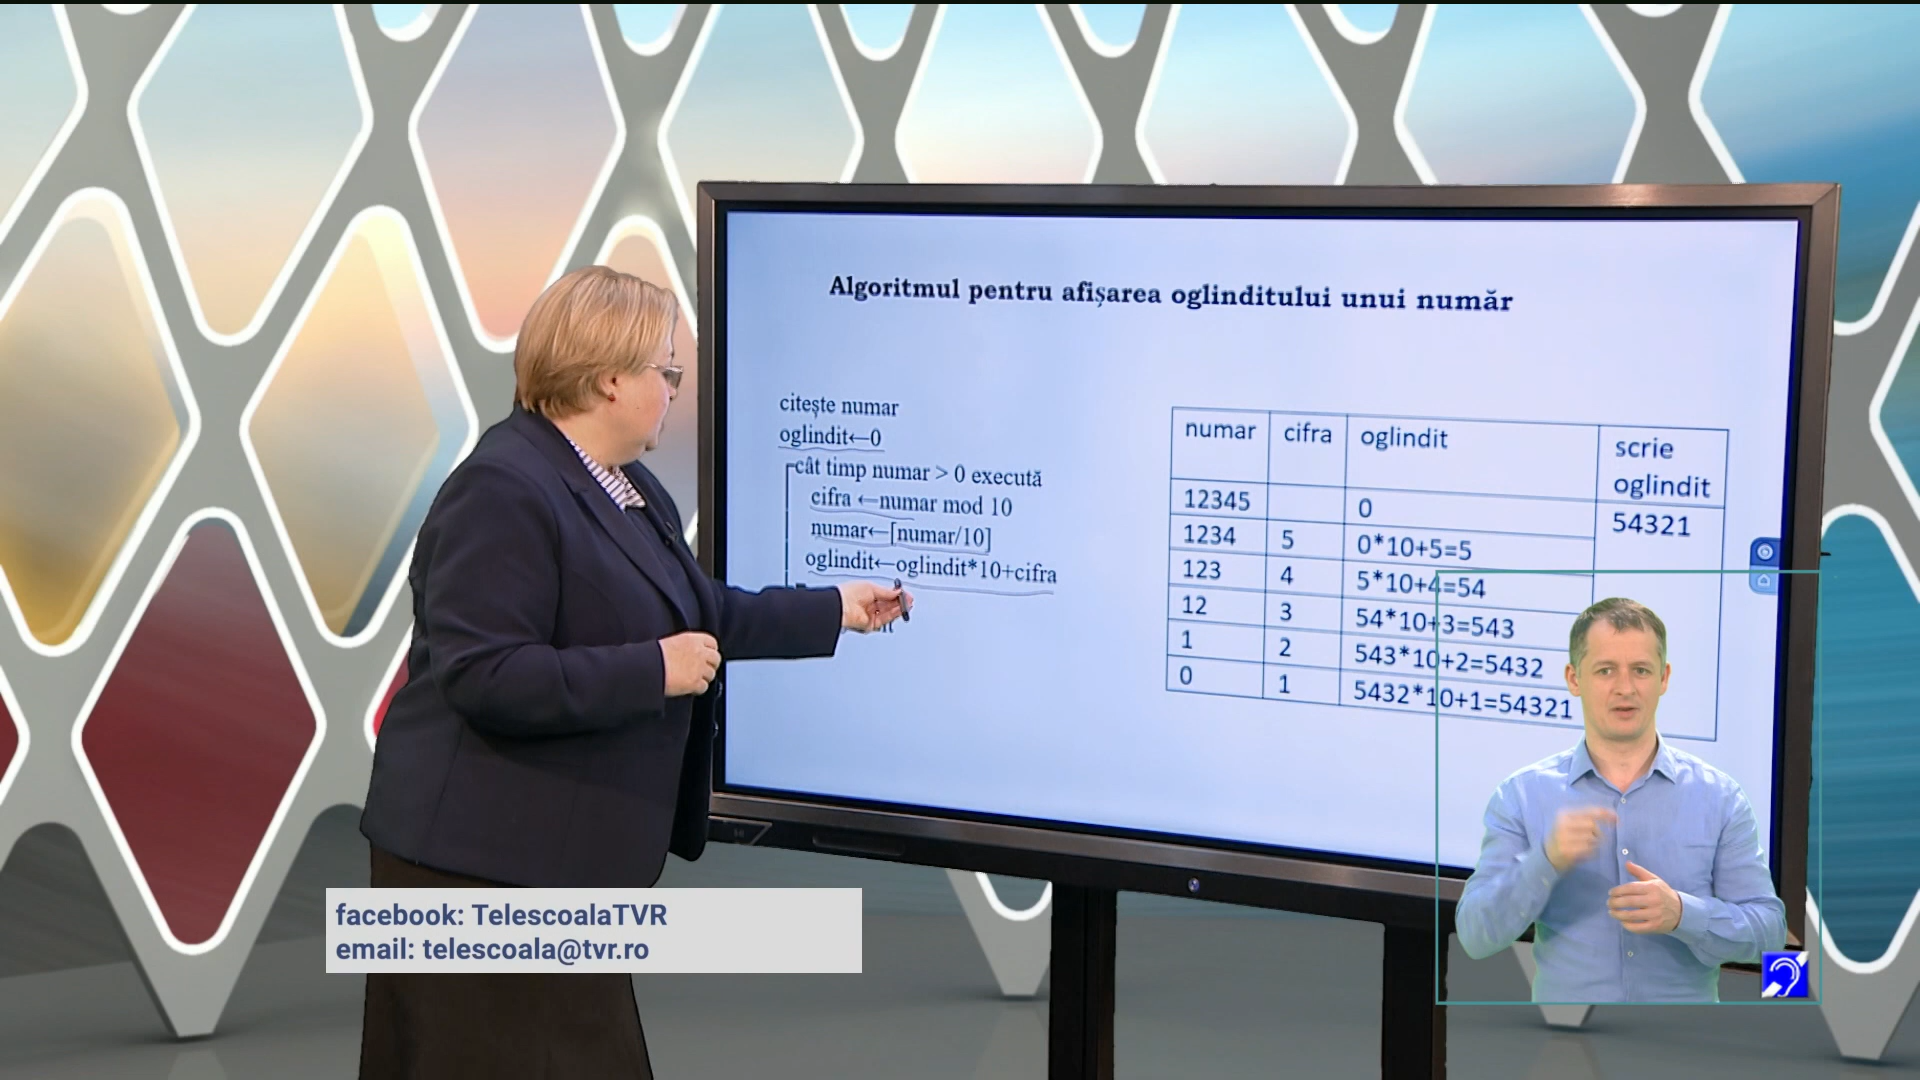 Algoritmul pentru afișarea oglinditului unui număr
citește numar
oglindit←0
cât timp numar > 0 execută
cifra ←numar mod 10
numar←[numar/10]
oglindit←oglindit*10+cifra
numar cifra oglindit scrie oglindit
12345 0 54321
1234 5 0*10+5=5
123 4 5*10+4=54
12 3 54*10+3=543
1 2 543*10+2=5432
0 1 5432*10+1=54321
facebook: TelescoalaTVR
email: telescoala@tvr.ro